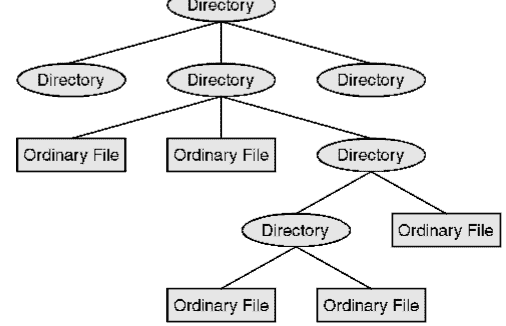 Directory
Directory Directory Directory
Ordinary File Ordinary File Directory
Directory Ordinary File
Ordinary File Ordinary File